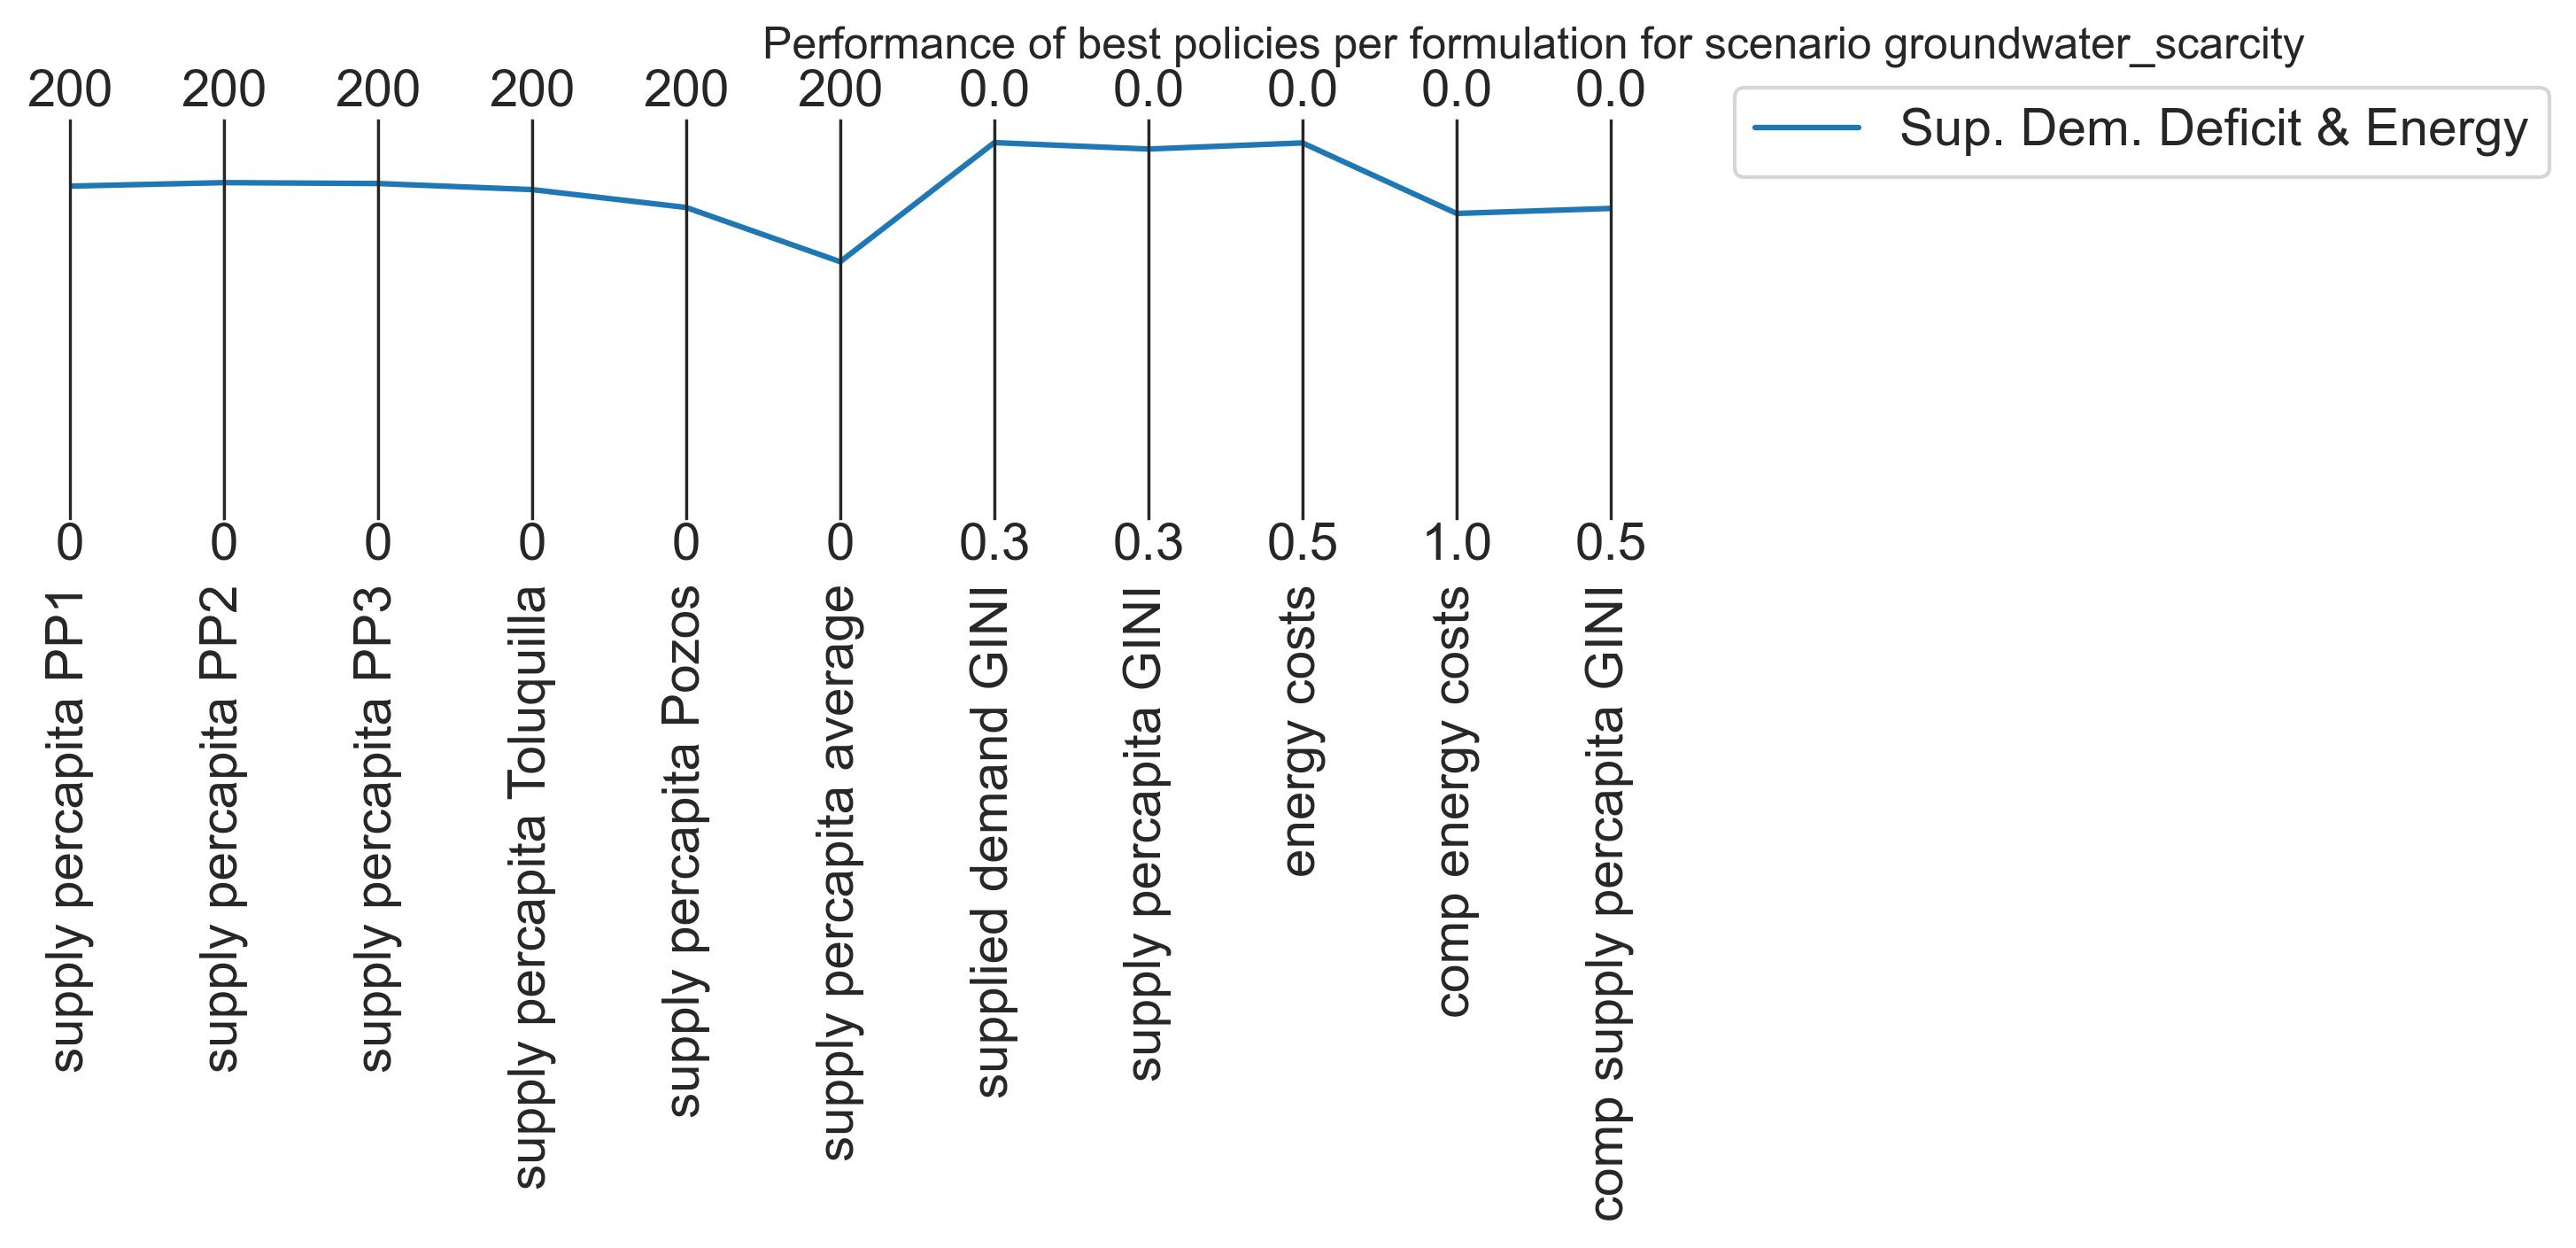 Performance of best policies per formulation for scenario groundwater_scarcity
200 200 200 200 200 200 0.0 0.0 0.0 0.0 0.0
Sup. Dem. Deficit & Energy
0 0 0 0 0 0 0.3 0.3 0.5 1.0 0.5
supply percapita PP1
supply percapita PP2
supply percapita PP3
supply percapita Toluquilla
supply percapita Pozos
supply percapita average
supplied demand GINI
supply percapita GINI
energy costs
comp energy costs
comp supply percapita GINI